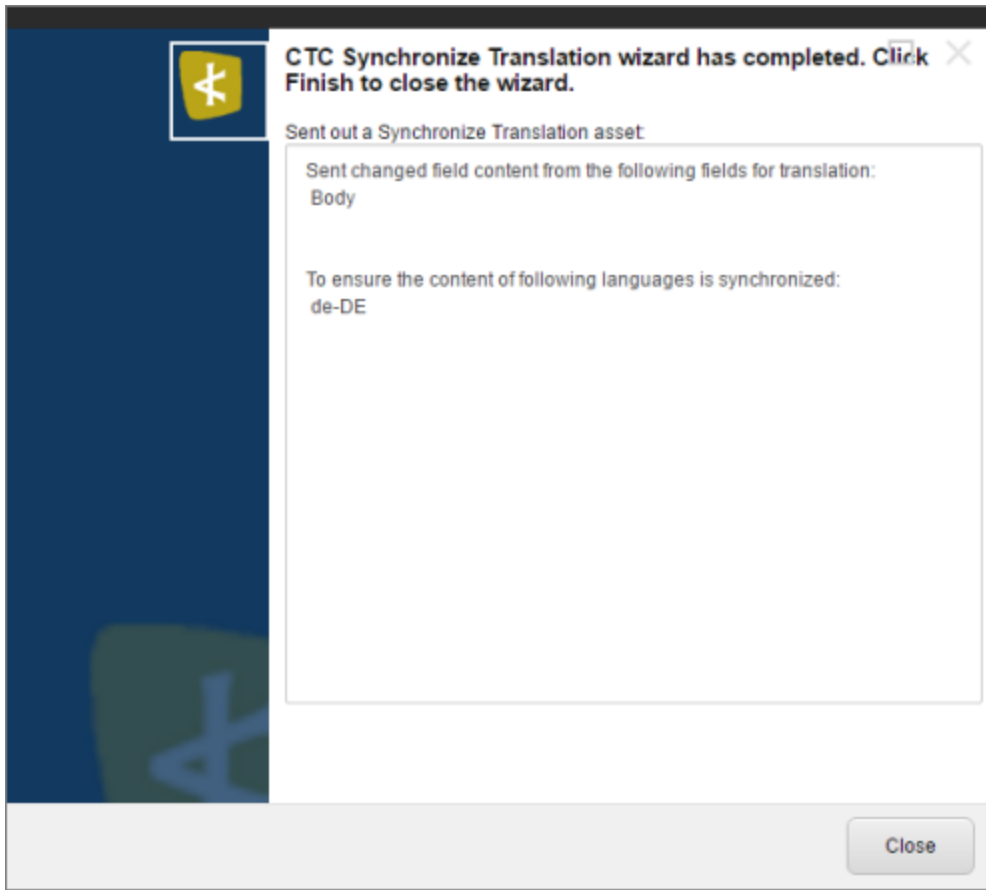 CTC Synchronize Translation wizard has completed. Click
Finish to close the wizard.
Sent out a Synchronize Translation asset:
Sent changed field content from the following fields for translation:
Body
To ensure the content of following languages is synchronized:
de-DE
Close